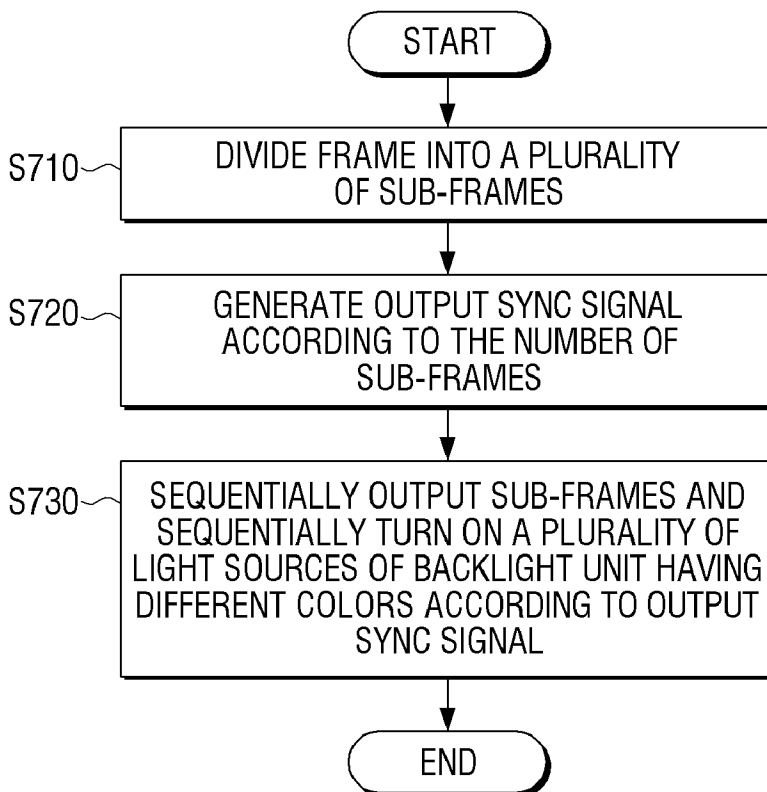 START
S710
DIVIDE FRAME INTO A PLURALITY
OF SUB-FRAMES
S720
GENERATE OUTPUT SYNC SIGNAL
ACCORDING TO THE NUMBER OF
SUB-FRAMES
S730
SEQUENTIALLY OUTPUT SUB-FRAMES AND
SEQUENTIALLY TURN ON A PLURALITY OF
LIGHT SOURCES OF BACKLIGHT UNIT HAVING
DIFFERENT COLORS ACCORDING TO OUTPUT
SYNC SIGNAL
END